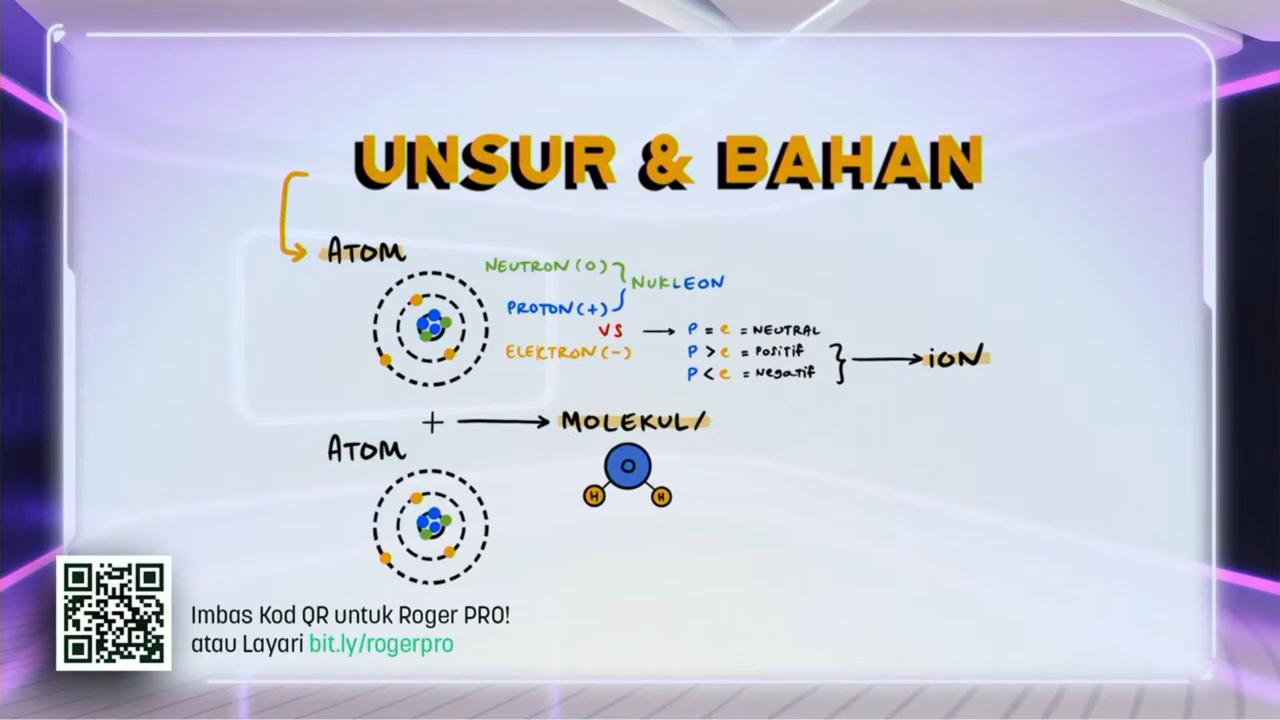 UNSUR & BAHAN
ATOM
NEUTRON (O)
NUKLEON
PROTON (+)
VS
P = e = NEUTRAL
ELEKTRON (-)
P > e = POSiTiF
P < e = NegaTiF
iON
+
MOLEKUL/
ATOM
O
H H
Imbas Kod QR untuk Roger PRO!
atau Layari bit.ly/rogerpro